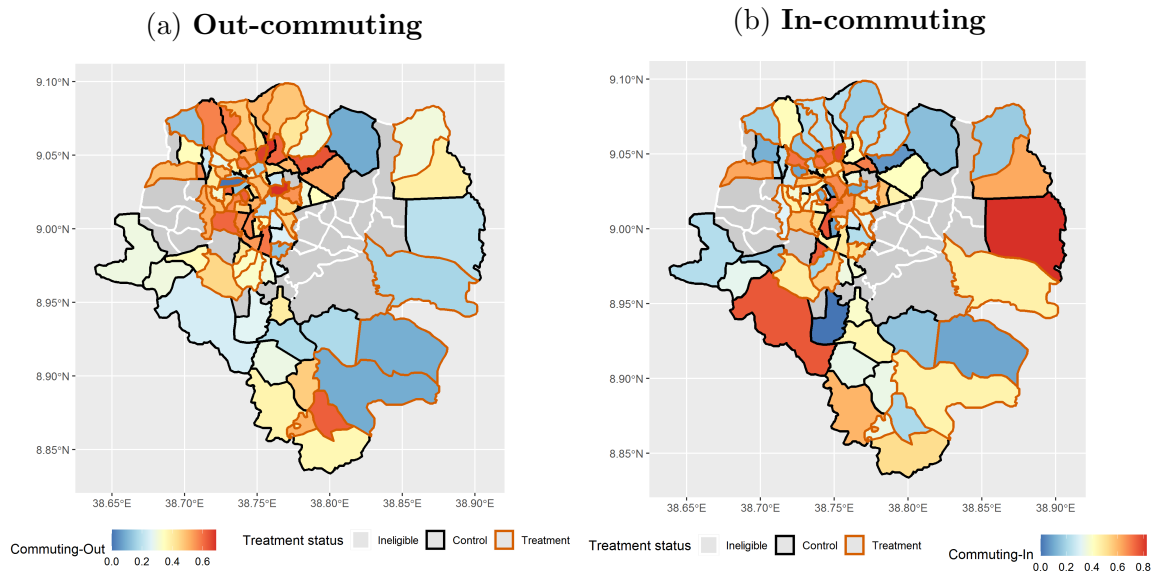 (a) Out-commuting
9.10°N
9.05°N
9.00°N
8.95°N
8.90°N
8.85°N
38.65°E 38.70°E 38.75°E 38.80°E 38.85°E 38.90°E
Commuting-Out
0.0 0.2 0.4 0.6
Treatment status Ineligible Control Treatment
(b) In-commuting
9.10°N
9.05°N
9.00°N
8.95°N
8.90°N
8.85°N
38.65°E 38.70°E 38.75°E 38.80°E 38.85°E 38.90°E
Treatment status Ineligible Control Treatment
Commuting-In
0.0 0.2 0.4 0.6 0.8